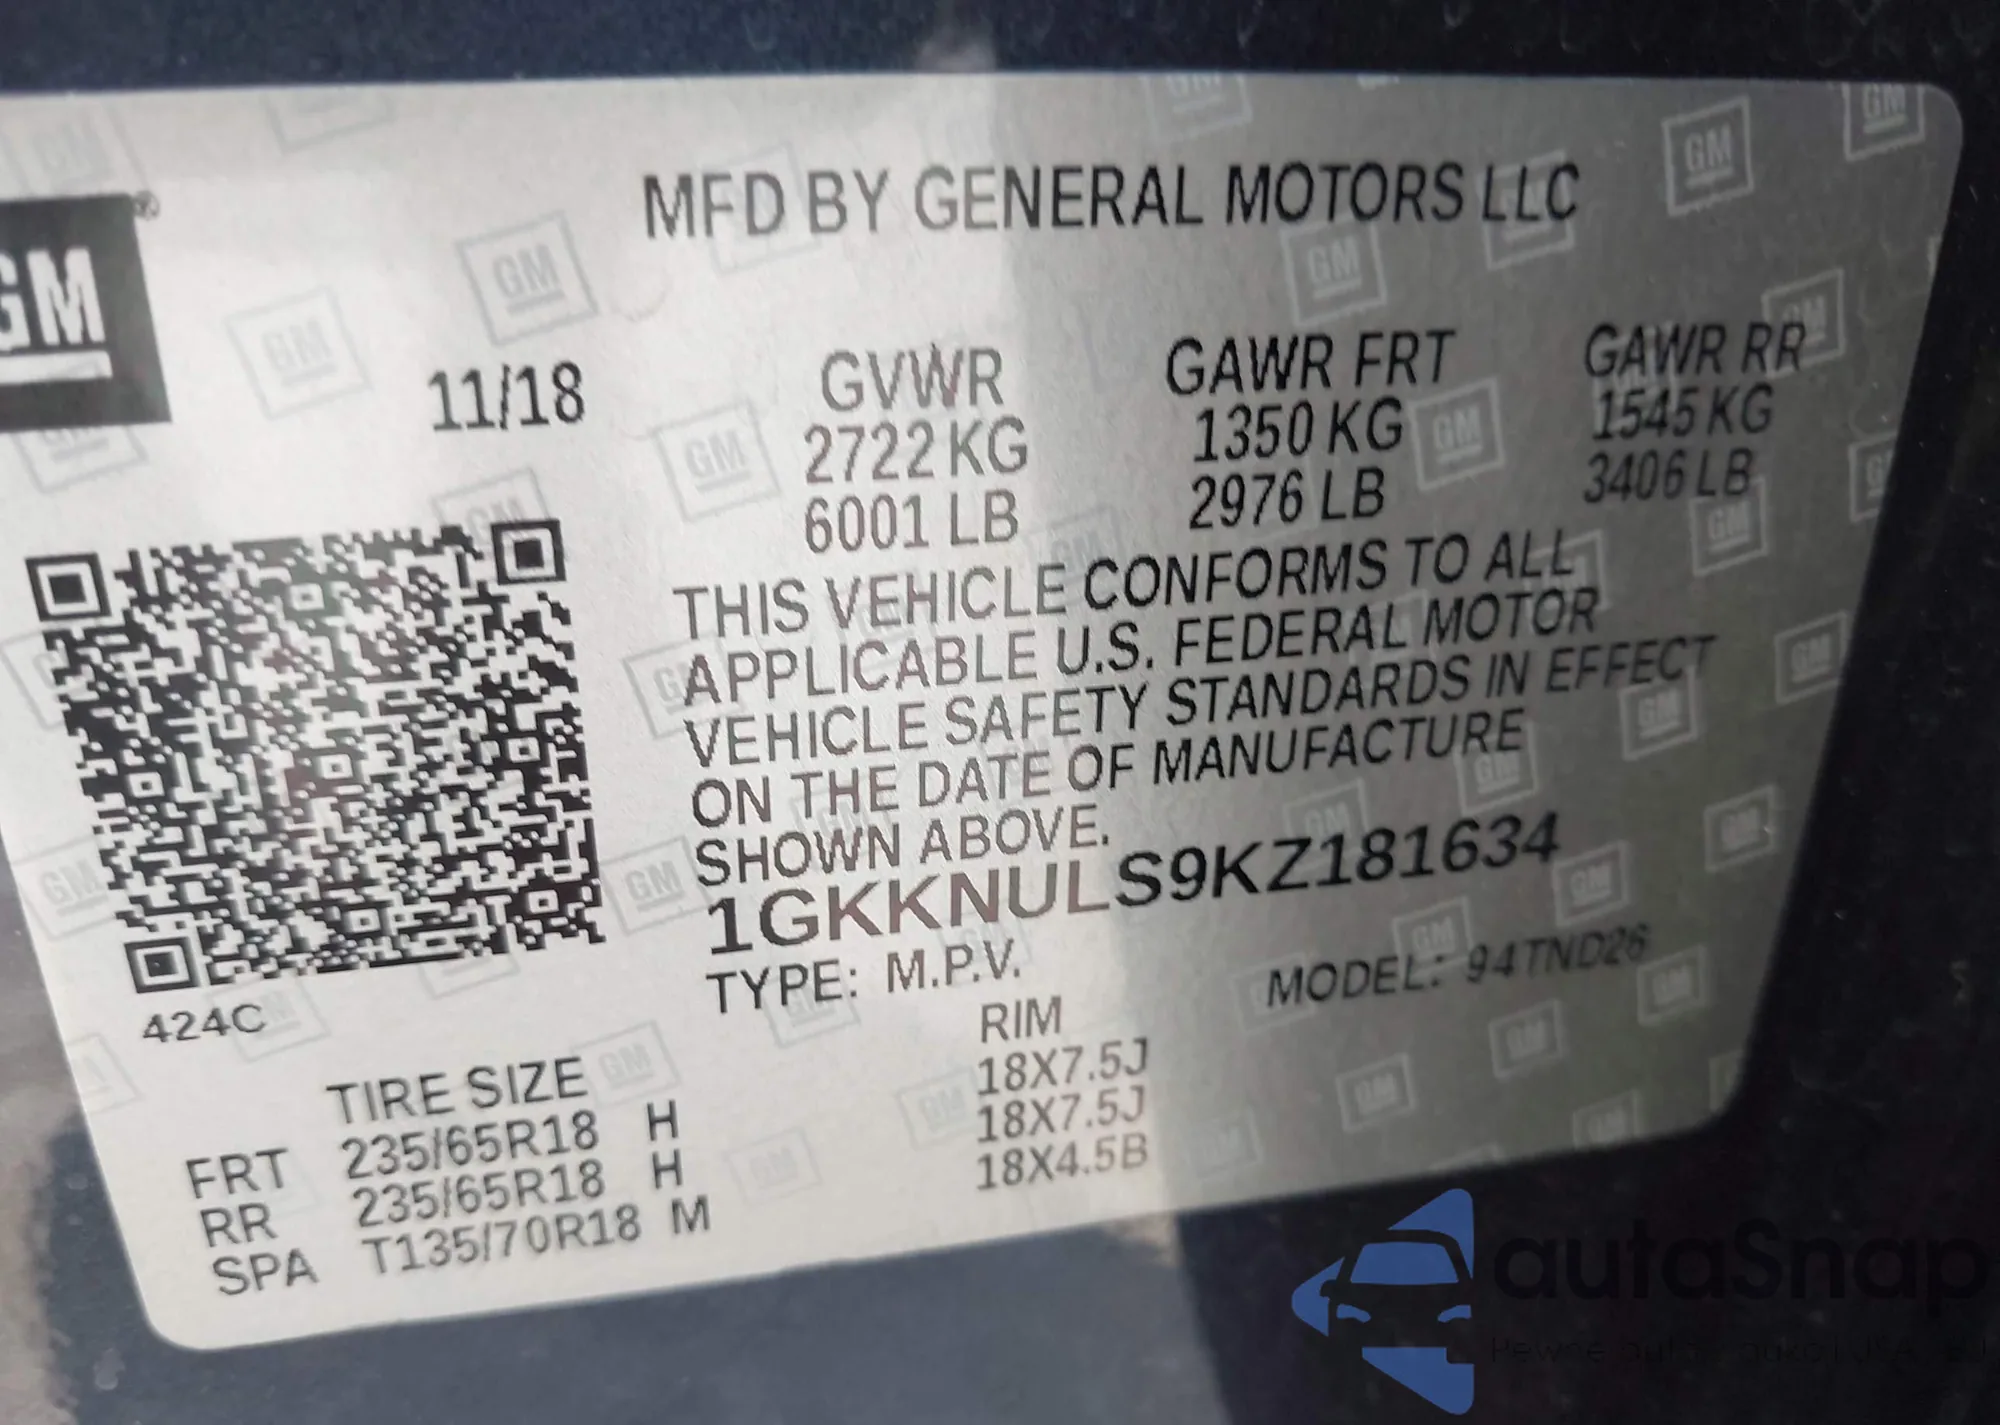 MFD BY GENERAL MOTORS LLC
GM
®
11/18
GVWR GAWR FRT GAWR RR
2722 KG 1350 KG 1545 KG
6001 LB 2976 LB 3406 LB
THIS VEHICLE CONFORMS TO ALL
APPLICABLE U.S. FEDERAL MOTOR
VEHICLE SAFETY STANDARDS IN EFFECT
ON THE DATE OF MANUFACTURE
SHOWN ABOVE.
1GKKNULS9KZ181634
TYPE: M.P.V. MODEL: 94TND26
424C
TIRE SIZE RIM
FRT 235/65R18 H 18X7.5J
RR 235/65R18 H 18X7.5J
SPA T135/70R18 M 18X4.5B
autaSnap